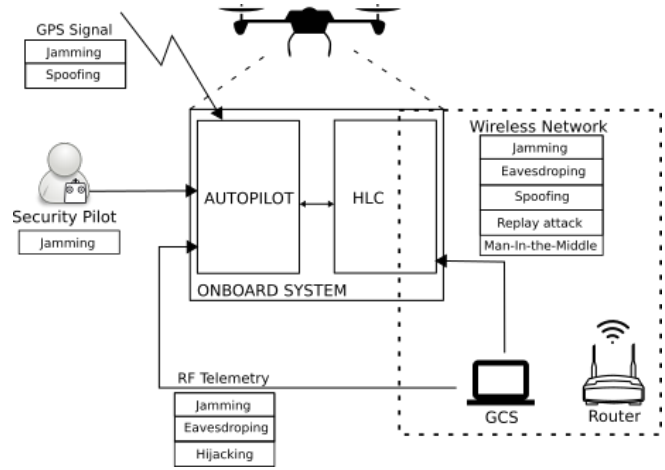 GPS Signal
Jamming
Spoofing
Wireless Network
Jamming
Eavesdroping
Spoofing
Replay attack
Man-In-the-Middle
AUTOPILOT
HLC
Security Pilot
Jamming
ONBOARD SYSTEM
RF Telemetry
Jamming
Eavesdroping
Hijacking
GCS
Router